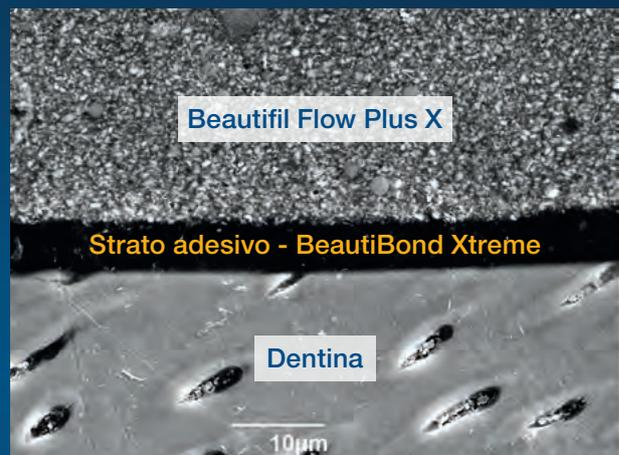 Beautifil Flow Plus X
Strato adesivo - BeautiBond Xtreme
Dentina
10µm